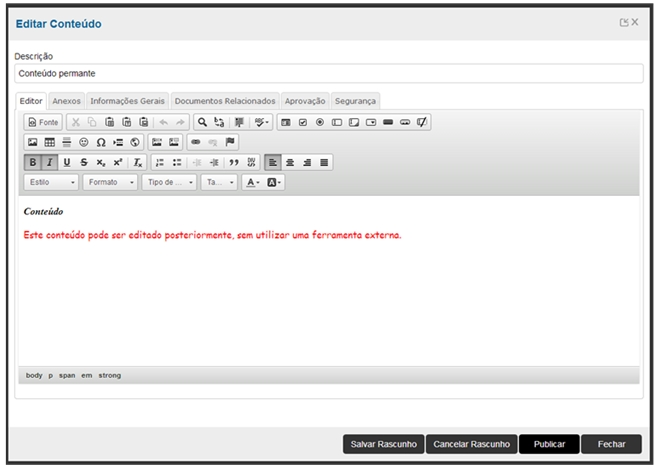 Editar Conteúdo
Descrição
Conteúdo permante
Editor Anexos Informações Gerais Documentos Relacionados Aprovação Segurança
Fonte
Estilo Formato Tipo de ... Ta...
Conteúdo
Este conteúdo pode ser editado posteriormente, sem utilizar uma ferramenta externa.
body p span em strong
Salvar Rascunho Cancelar Rascunho Publicar Fechar